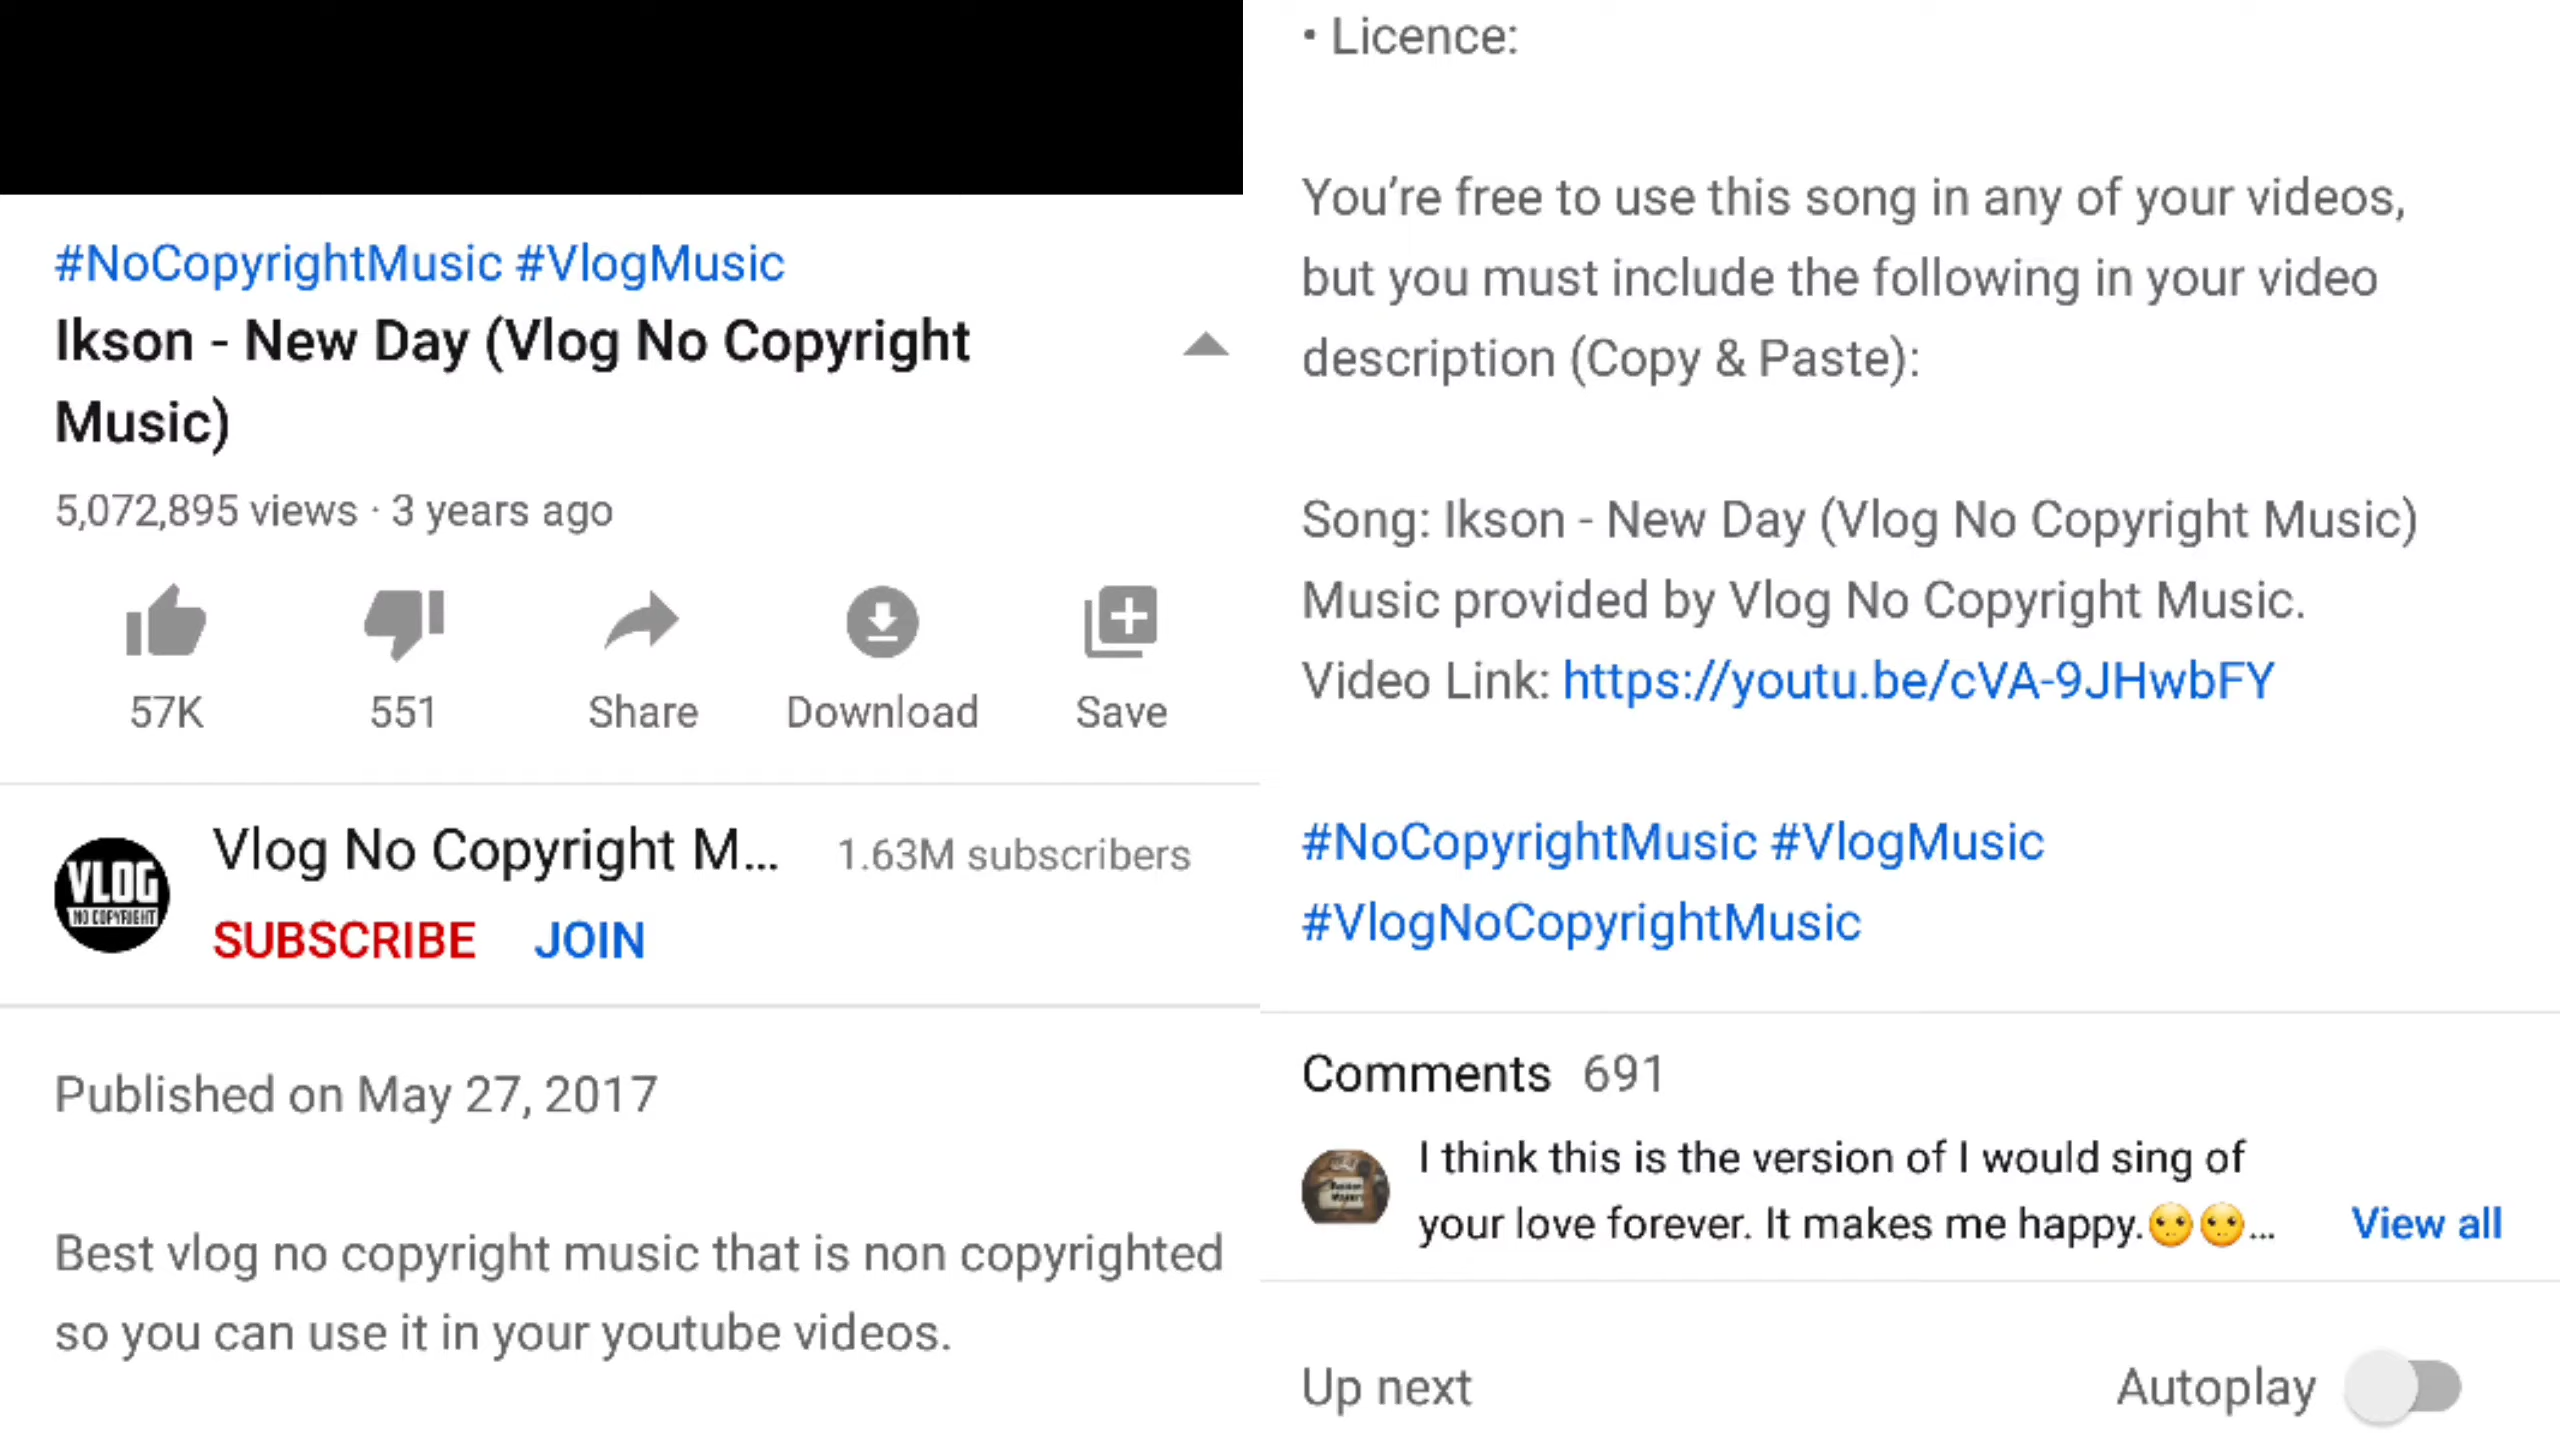 #NoCopyrightMusic #VlogMusic
Ikson - New Day (Vlog No Copyright
Music)
5,072,895 views · 3 years ago
57K
551
Share
Download
Save
VLOG
NO COPYRIGHT
Vlog No Copyright M...
1.63M subscribers
SUBSCRIBE
JOIN
Published on May 27, 2017
Best vlog no copyright music that is non copyrighted
so you can use it in your youtube videos.
• Licence:
You’re free to use this song in any of your videos,
but you must include the following in your video
description (Copy & Paste):
Song: Ikson - New Day (Vlog No Copyright Music)
Music provided by Vlog No Copyright Music.
Video Link: https://youtu.be/cVA-9JHwbFY
#NoCopyrightMusic #VlogMusic
#VlogNoCopyrightMusic
Comments 691
I think this is the version of I would sing of
your love forever. It makes me happy.😶😶...
View all
Up next
Autoplay